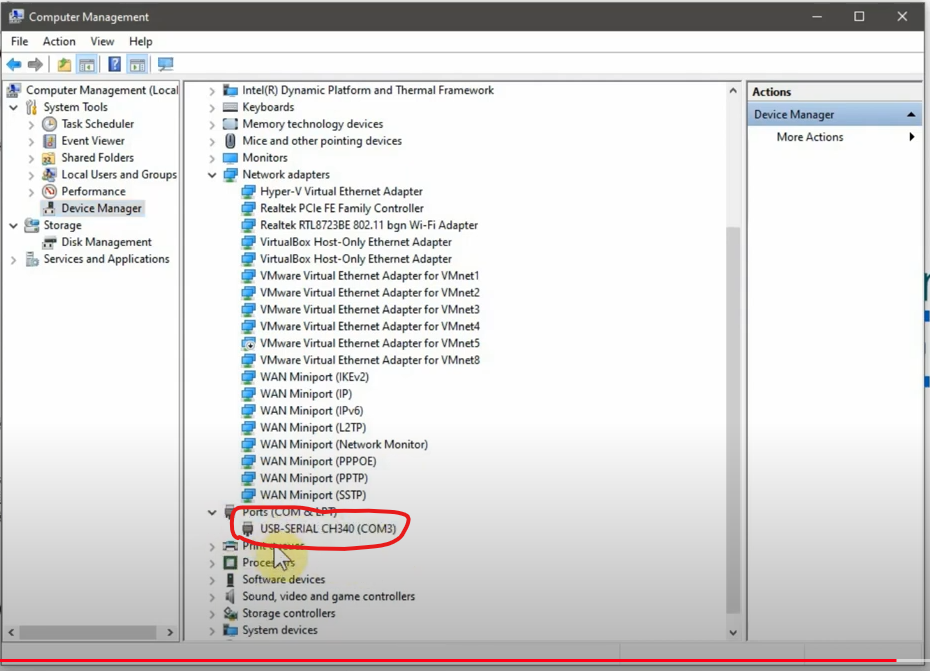 Computer Management
File Action View Help
Computer Management (Local
System Tools
Task Scheduler
Event Viewer
Shared Folders
Local Users and Groups
Performance
Device Manager
Storage
Disk Management
Services and Applications
Intel(R) Dynamic Platform and Thermal Framework
Keyboards
Memory technology devices
Mice and other pointing devices
Monitors
Network adapters
Hyper-V Virtual Ethernet Adapter
Realtek PCIe FE Family Controller
Realtek RTL8723BE 802.11 bgn Wi-Fi Adapter
VirtualBox Host-Only Ethernet Adapter
VirtualBox Host-Only Ethernet Adapter
VMware Virtual Ethernet Adapter for VMnet1
VMware Virtual Ethernet Adapter for VMnet2
VMware Virtual Ethernet Adapter for VMnet3
VMware Virtual Ethernet Adapter for VMnet4
VMware Virtual Ethernet Adapter for VMnet5
VMware Virtual Ethernet Adapter for VMnet8
WAN Miniport (IKEv2)
WAN Miniport (IP)
WAN Miniport (IPv6)
WAN Miniport (L2TP)
WAN Miniport (Network Monitor)
WAN Miniport (PPPOE)
WAN Miniport (PPTP)
WAN Miniport (SSTP)
Ports (COM & LPT)
USB-SERIAL CH340 (COM3)
Print queues
Processors
Software devices
Sound, video and game controllers
Storage controllers
System devices
Actions
Device Manager
More Actions